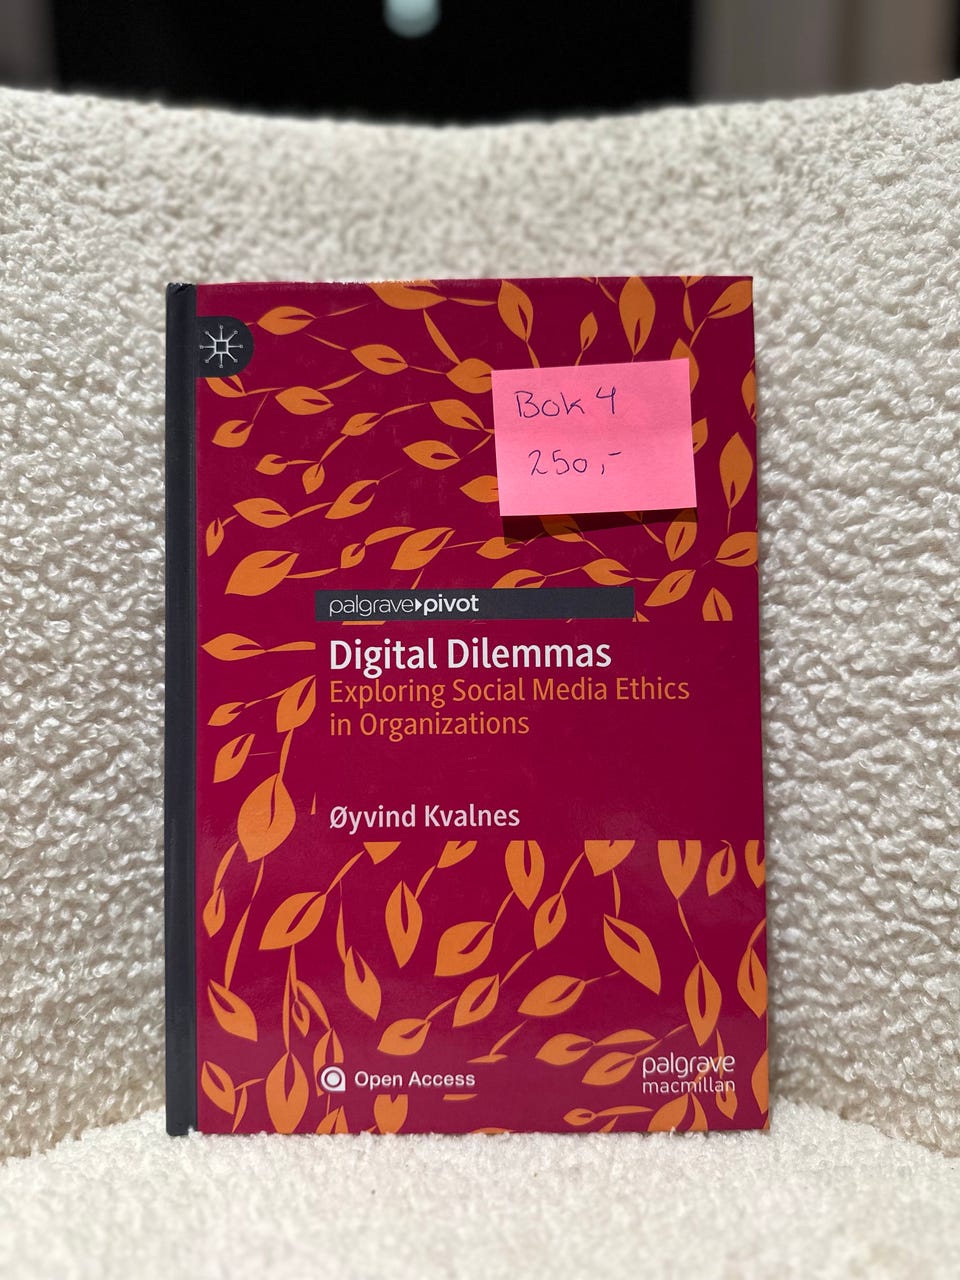 Bok 4
250,-
palgrave▸pivot
Digital Dilemmas
Exploring Social Media Ethics
in Organizations
Øyvind Kvalnes
Open Access
palgrave
macmillan